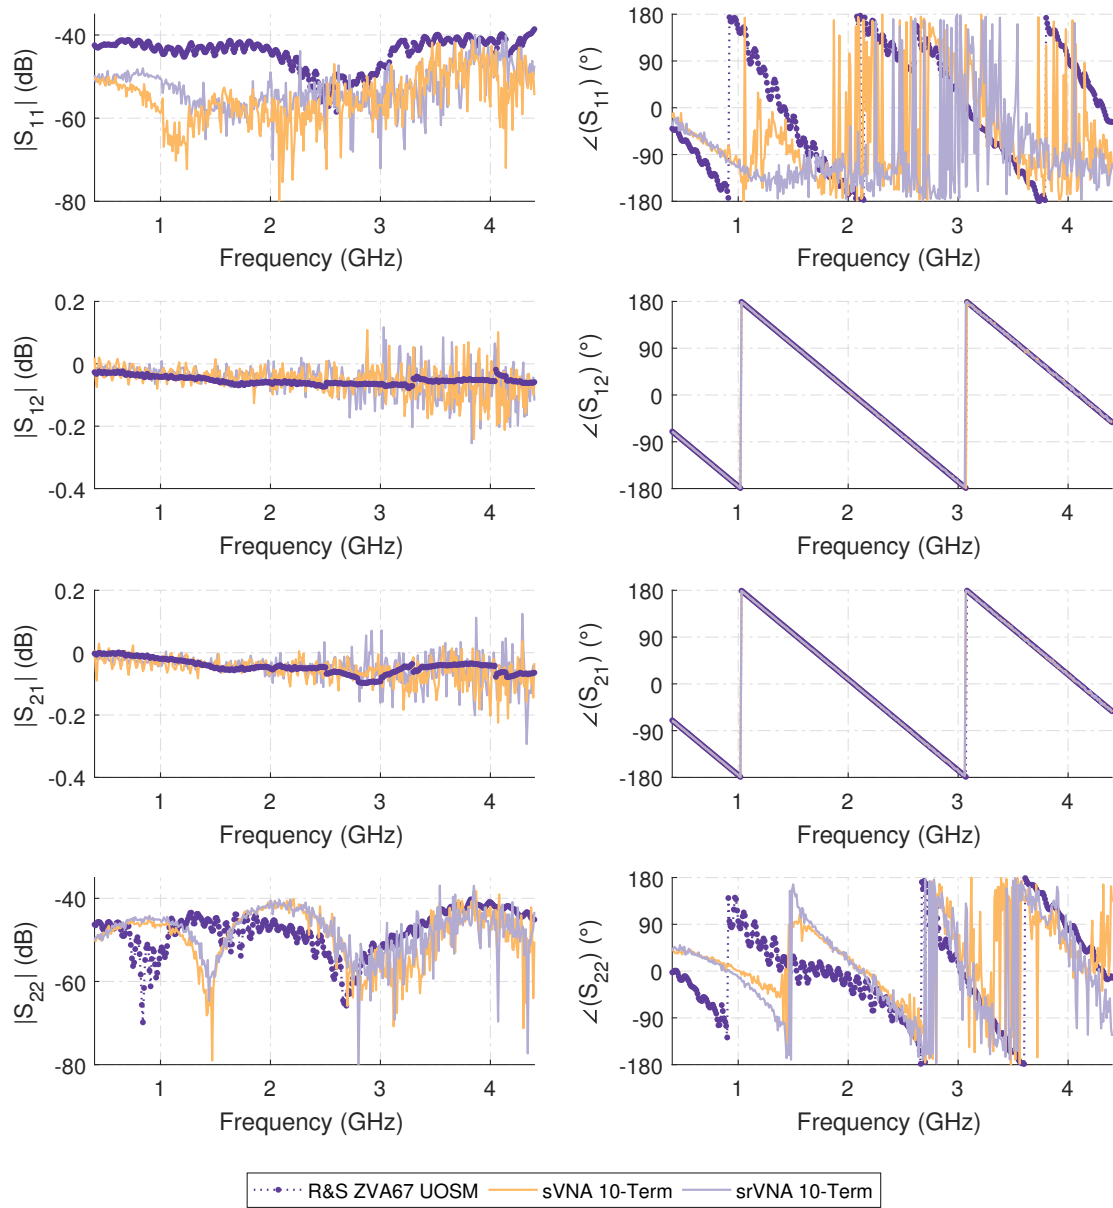 -40
-60
-80
|S11| (dB)
1 2 3 4
Frequency (GHz)
180
90
0
-90
-180
∠(S11) (°)
1 2 3 4
Frequency (GHz)
0.2
0
-0.2
-0.4
|S12| (dB)
1 2 3 4
Frequency (GHz)
180
90
0
-90
-180
∠(S12) (°)
1 2 3 4
Frequency (GHz)
0.2
0
-0.2
-0.4
|S21| (dB)
1 2 3 4
Frequency (GHz)
180
90
0
-90
-180
∠(S21) (°)
1 2 3 4
Frequency (GHz)
-40
-60
-80
|S22| (dB)
1 2 3 4
Frequency (GHz)
180
90
0
-90
-180
∠(S22) (°)
1 2 3 4
Frequency (GHz)
R&S ZVA67 UOSM sVNA 10-Term srVNA 10-Term